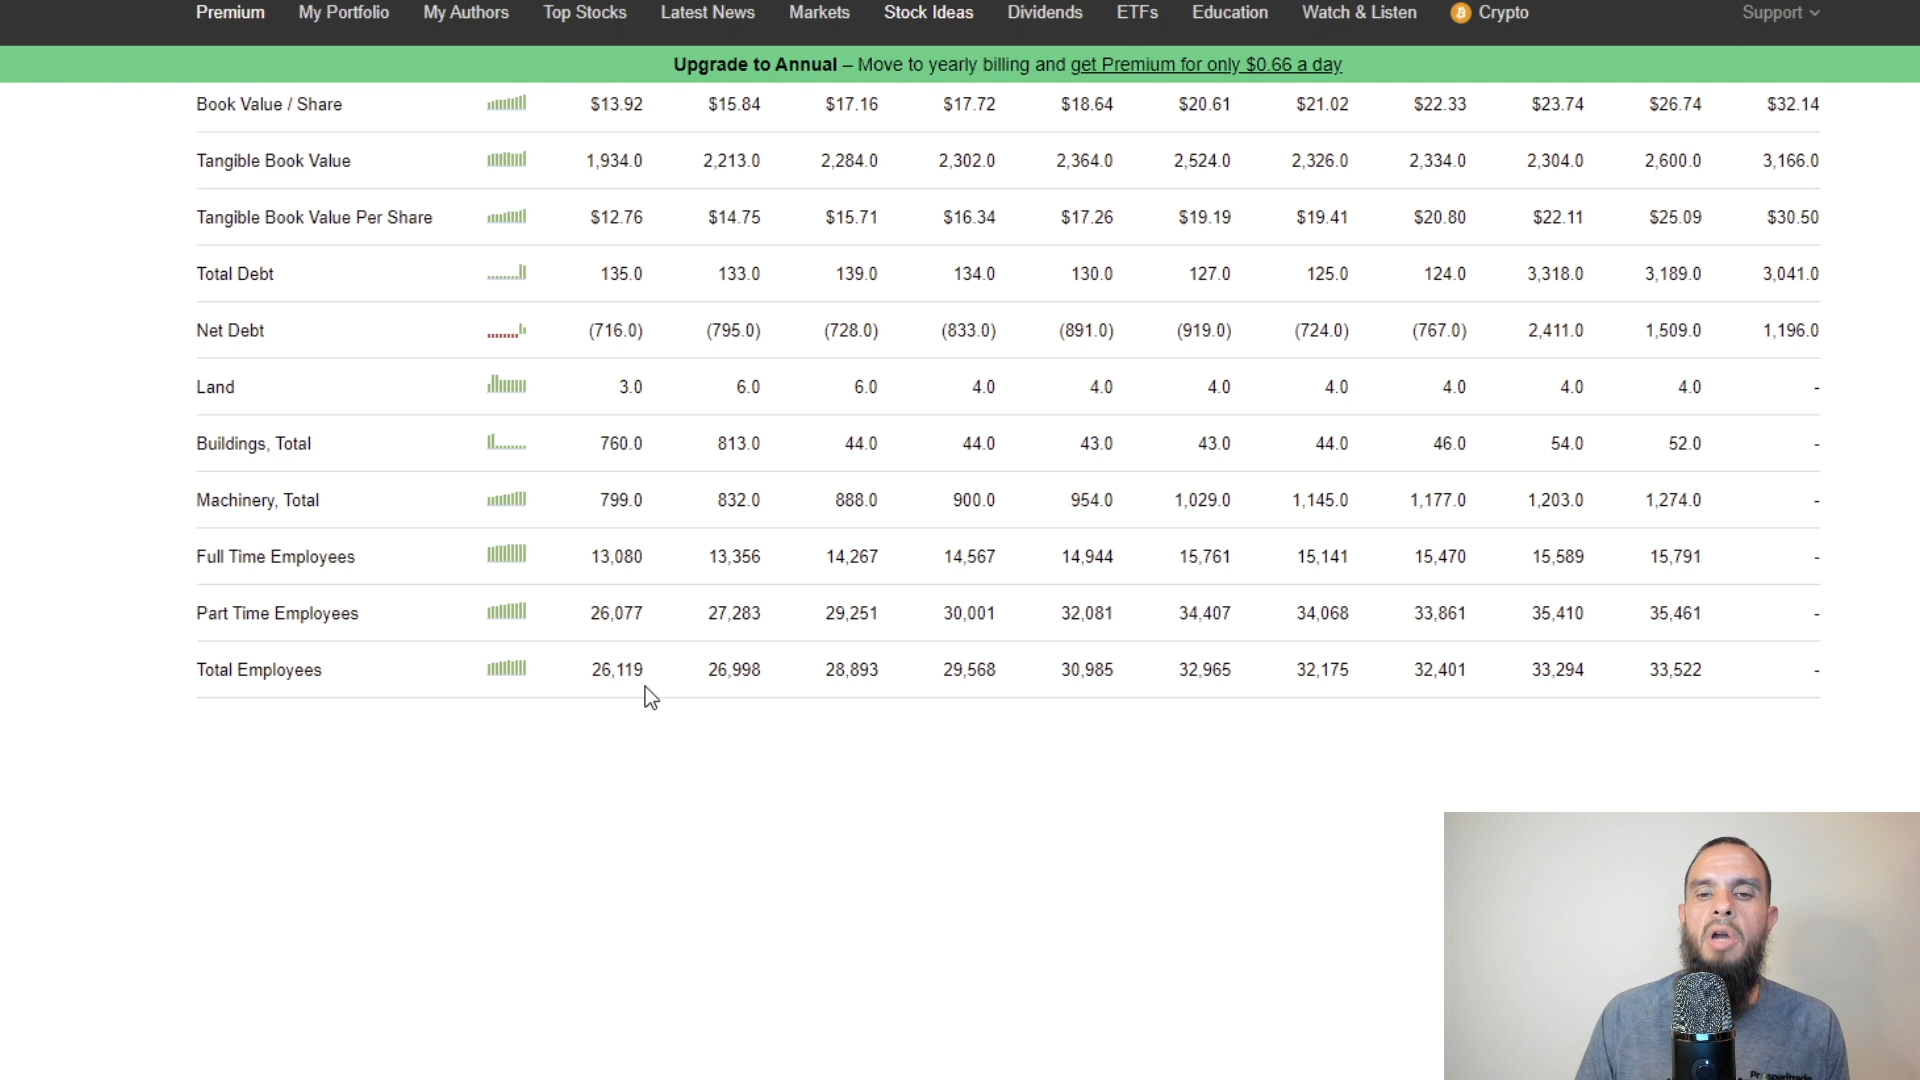 Premium My Portfolio My Authors Top Stocks Latest News Markets Stock Ideas Dividends ETFs Education Watch & Listen Crypto Support
Upgrade to Annual – Move to yearly billing and get Premium for only $0.66 a day
Book Value / Share $13.92 $15.84 $17.16 $17.72 $18.64 $20.61 $21.02 $22.33 $23.74 $26.74 $32.14
Tangible Book Value 1,934.0 2,213.0 2,284.0 2,302.0 2,364.0 2,524.0 2,326.0 2,334.0 2,304.0 2,600.0 3,166.0
Tangible Book Value Per Share $12.76 $14.75 $15.71 $16.34 $17.26 $19.19 $19.41 $20.80 $22.11 $25.09 $30.50
Total Debt 135.0 133.0 139.0 134.0 130.0 127.0 125.0 124.0 3,318.0 3,189.0 3,041.0
Net Debt (716.0) (795.0) (728.0) (833.0) (891.0) (919.0) (724.0) (767.0) 2,411.0 1,509.0 1,196.0
Land 3.0 6.0 6.0 4.0 4.0 4.0 4.0 4.0 4.0 4.0 -
Buildings, Total 760.0 813.0 44.0 44.0 43.0 43.0 44.0 46.0 54.0 52.0 -
Machinery, Total 799.0 832.0 888.0 900.0 954.0 1,029.0 1,145.0 1,177.0 1,203.0 1,274.0 -
Full Time Employees 13,080 13,356 14,267 14,567 14,944 15,761 15,141 15,470 15,589 15,791 -
Part Time Employees 26,077 27,283 29,251 30,001 32,081 34,407 34,068 33,861 35,410 35,461 -
Total Employees 26,119 26,998 28,893 29,568 30,985 32,965 32,175 32,401 33,294 33,522 -